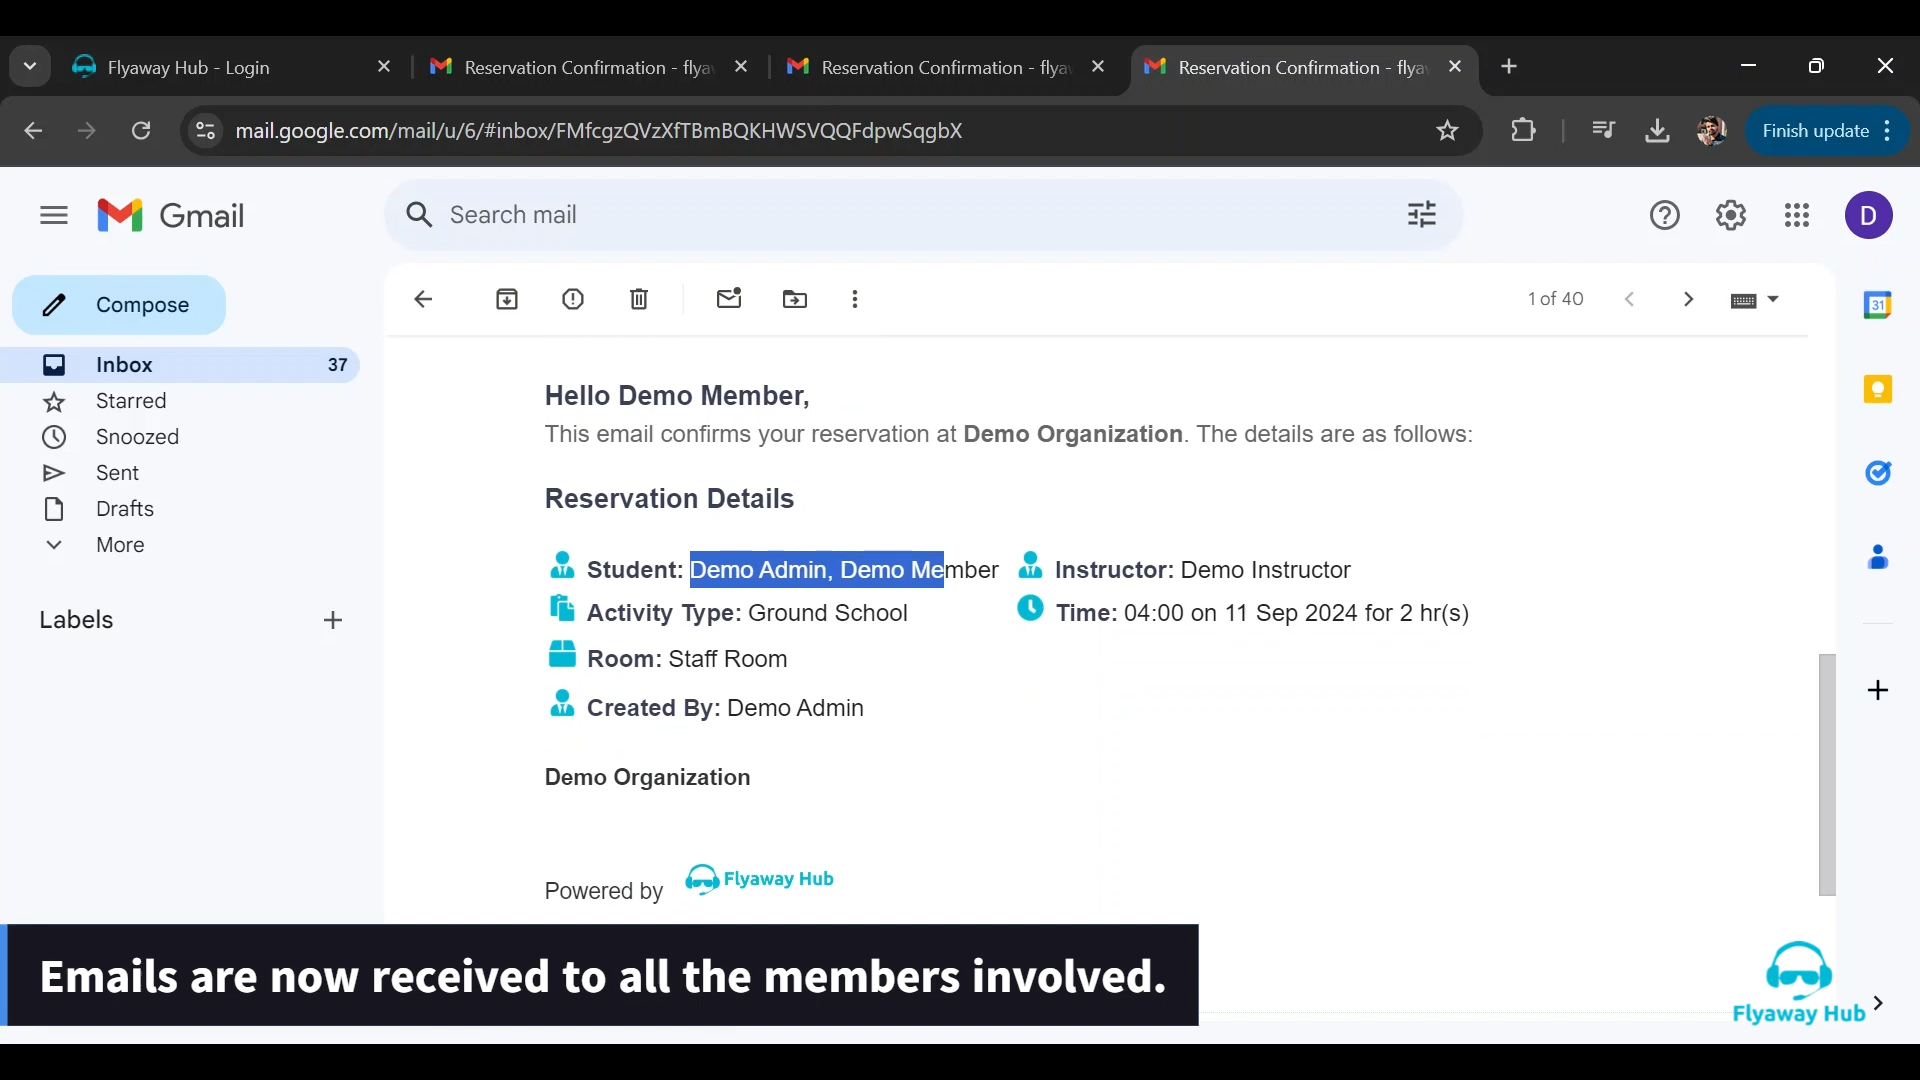 Flyaway Hub - Login
Reservation Confirmation - flya
Reservation Confirmation - flya
Reservation Confirmation - flya
mail.google.com/mail/u/6/#inbox/FMfcgzQVzXfTBmBQKHWSVQQFdpwSqgbX
Finish update
Gmail
Search mail
D
Compose
1 of 40
31
Inbox 37
Starred
Snoozed
Sent
Drafts
More
Labels
Hello Demo Member,
This email confirms your reservation at Demo Organization. The details are as follows:
Reservation Details
Student: Demo Admin, Demo Member Instructor: Demo Instructor
Activity Type: Ground School Time: 04:00 on 11 Sep 2024 for 2 hr(s)
Room: Staff Room
Created By: Demo Admin
Demo Organization
Powered by Flyaway Hub
Emails are now received to all the members involved.
Flyaway Hub